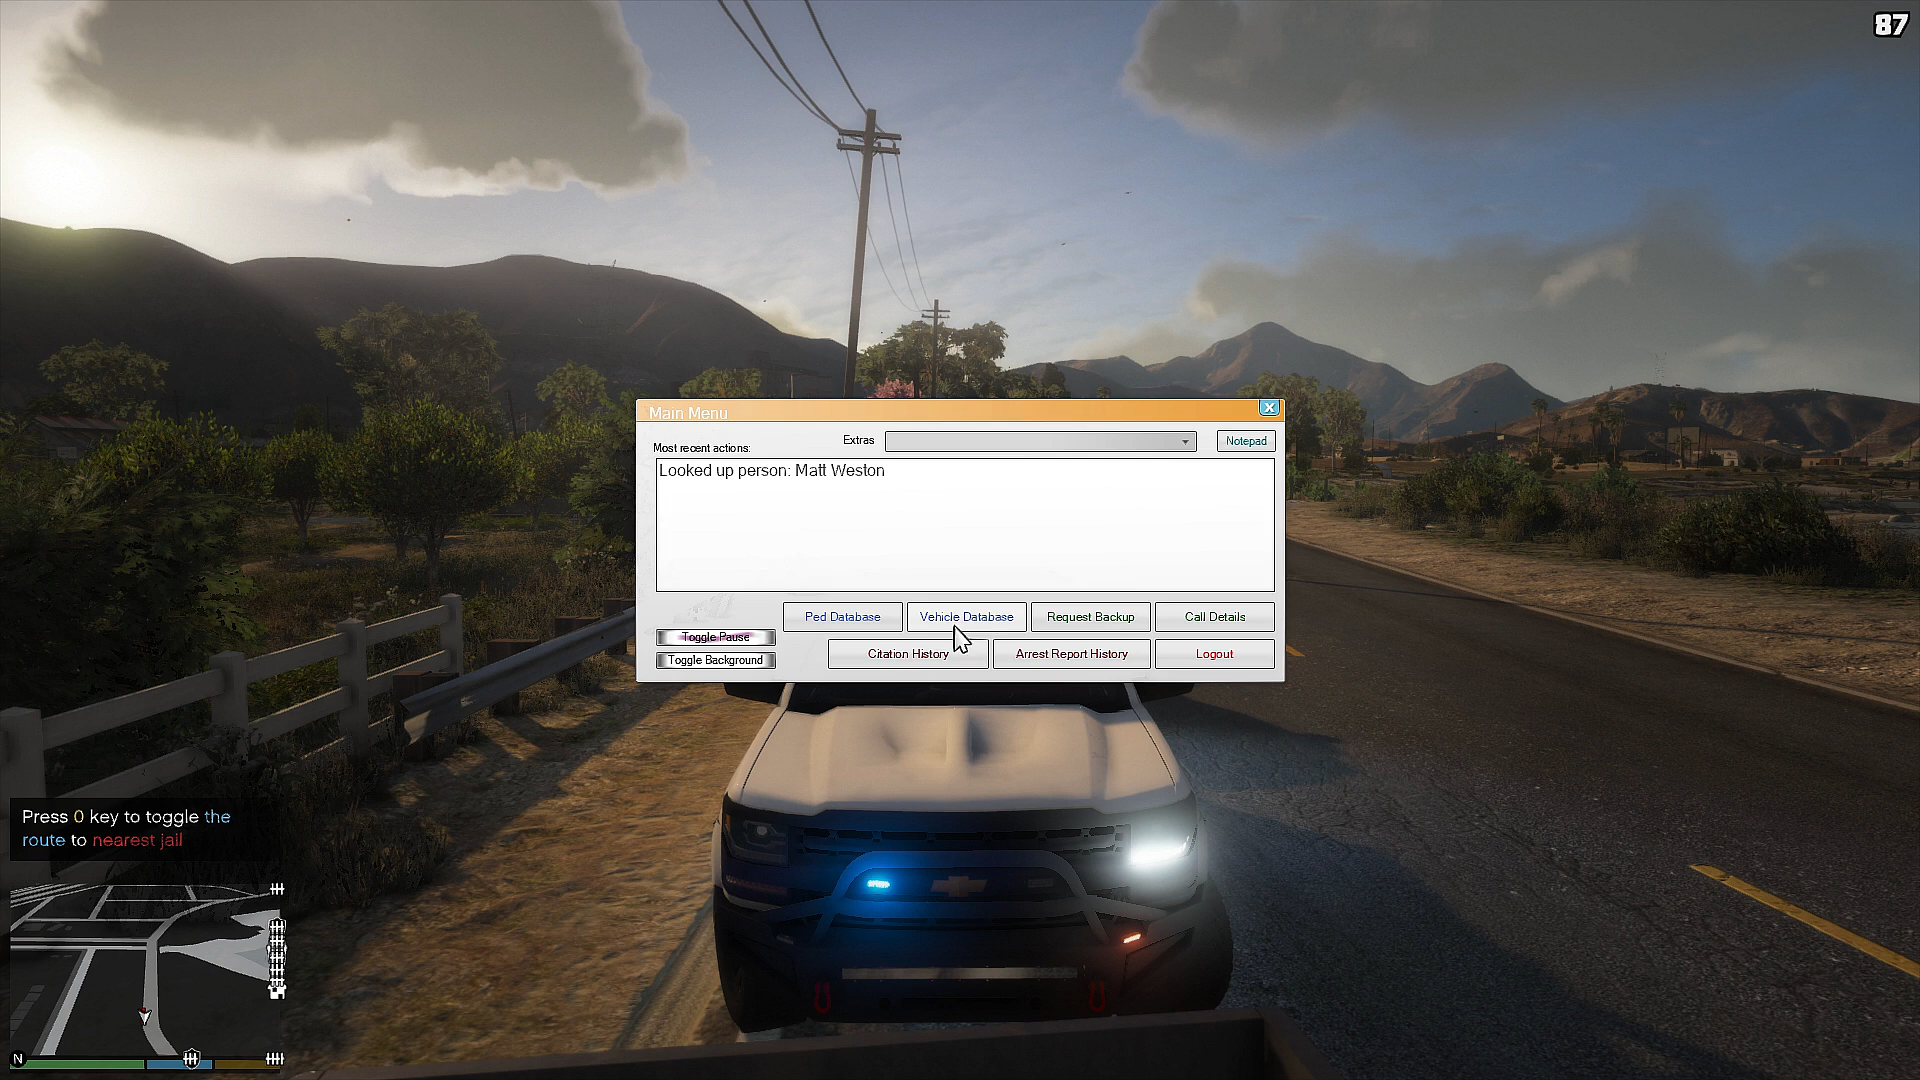 87
Main Menu
X
Most recent actions:
Extras
Notepad
Looked up person: Matt Weston
Ped Database
Vehicle Database
Request Backup
Call Details
Toggle Pause
Toggle Background
Citation History
Arrest Report History
Logout
Press 0 key to toggle the
route to nearest jail
N